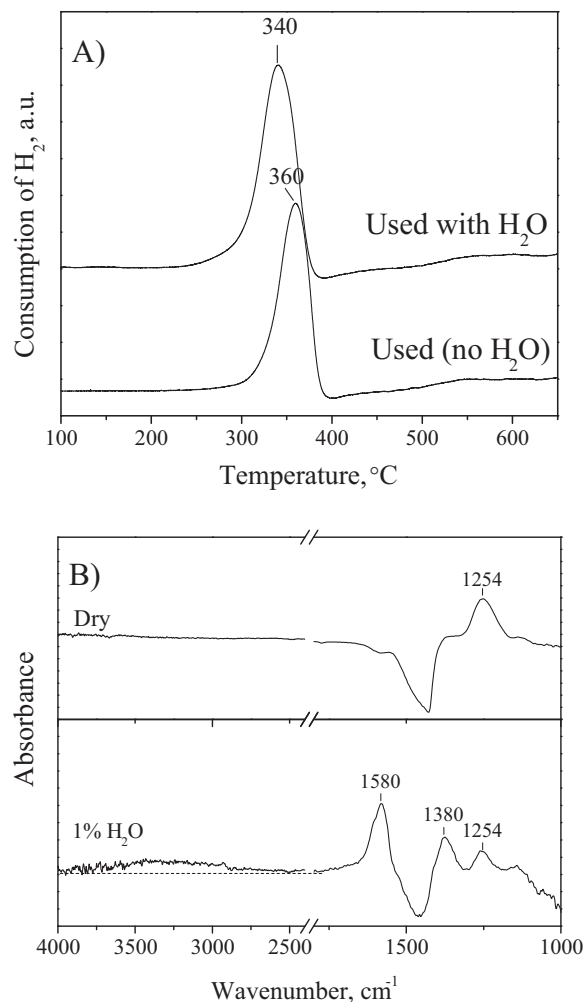 A)
340
360
Used with H₂O
Used (no H₂O)
Consumption of H₂, a.u.
100 200 300 400 500 600
Temperature, °C
B)
Dry
1254
1% H₂O
1580
1380
1254
Absorbance
4000 3500 3000 2500 1500 1000
Wavenumber, cm⁻¹